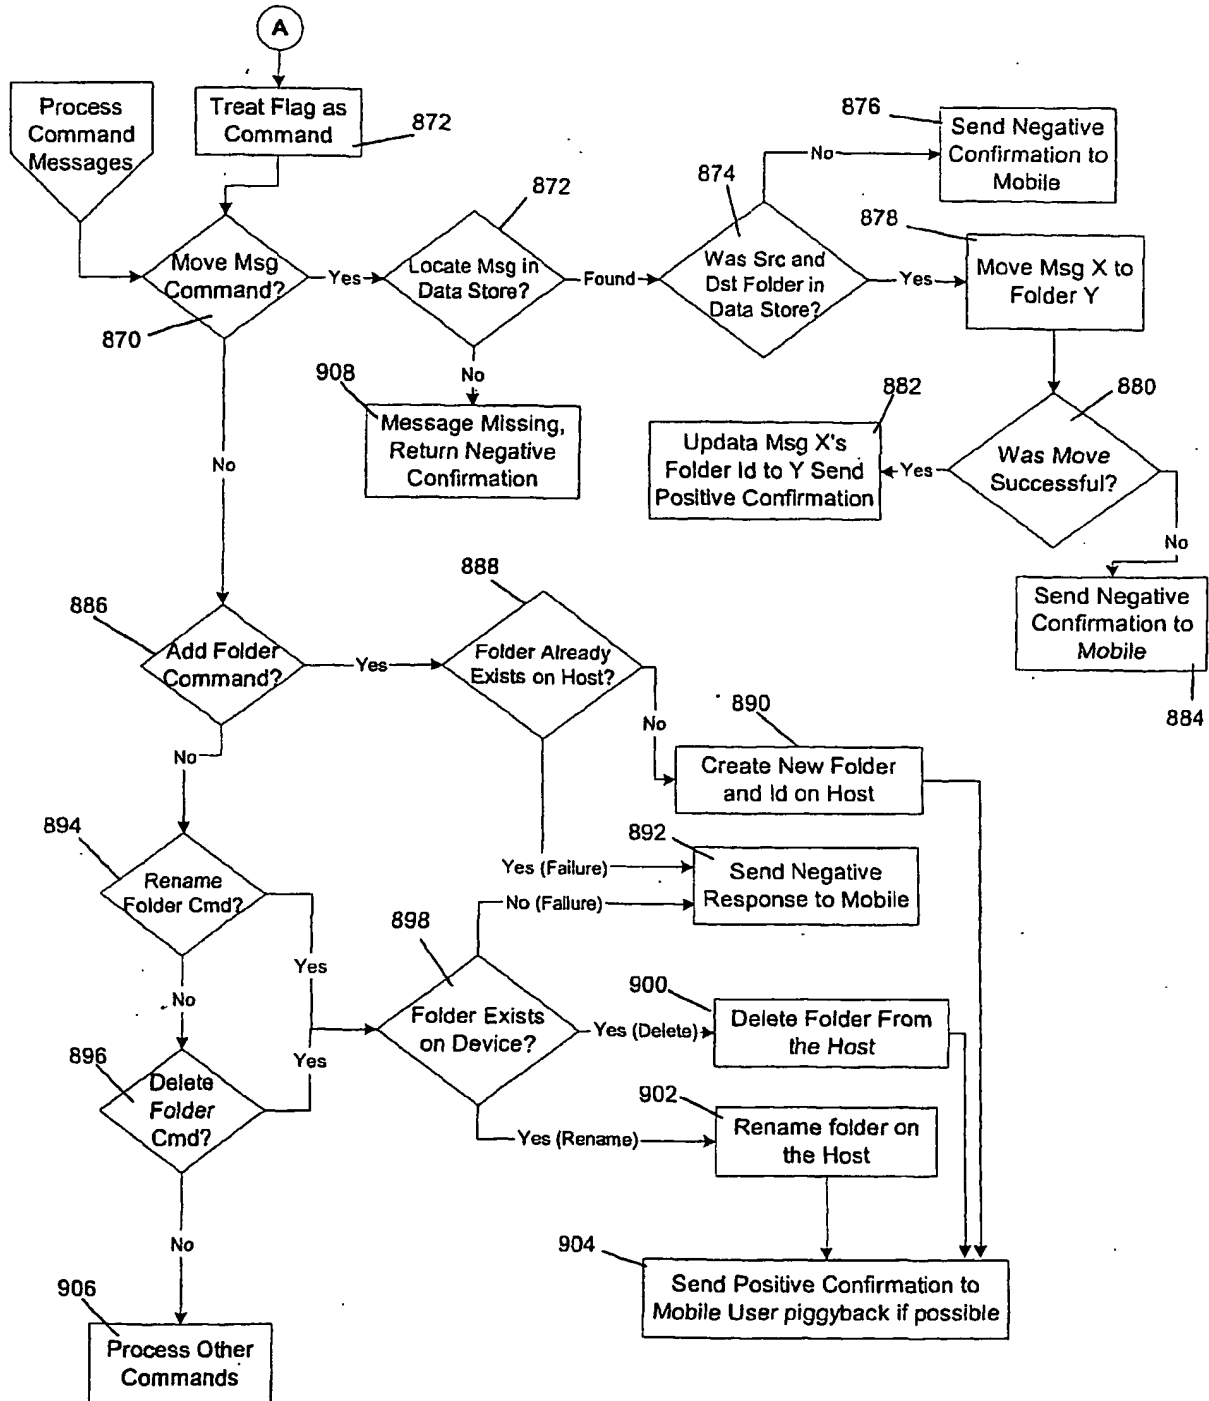 A
Process
Command
Messages
Treat Flag as
Command
872
Move Msg
Command?
870
Yes
Locate Msg in
Data Store?
872
Found
Was Src and
Dst Folder in
Data Store?
874
No
876
Send Negative
Confirmation to
Mobile
Yes
878
Move Msg X to
Folder Y
No
908
Message Missing,
Return Negative
Confirmation
880
Was Move
Successful?
Yes
882
Updata Msg X's
Folder Id to Y Send
Positive Confirmation
No
Send Negative
Confirmation to
Mobile
884
No
886
Add Folder
Command?
Yes
888
Folder Already
Exists on Host?
No
890
Create New Folder
and Id on Host
Yes (Failure)
892
Send Negative
Response to Mobile
No (Failure)
No
894
Rename
Folder Cmd?
Yes
No
896
Delete
Folder
Cmd?
Yes
898
Folder Exists
on Device?
Yes (Delete)
900
Delete Folder From
the Host
Yes (Rename)
902
Rename folder on
the Host
904
Send Positive Confirmation to
Mobile User piggyback if possible
No
906
Process Other
Commands